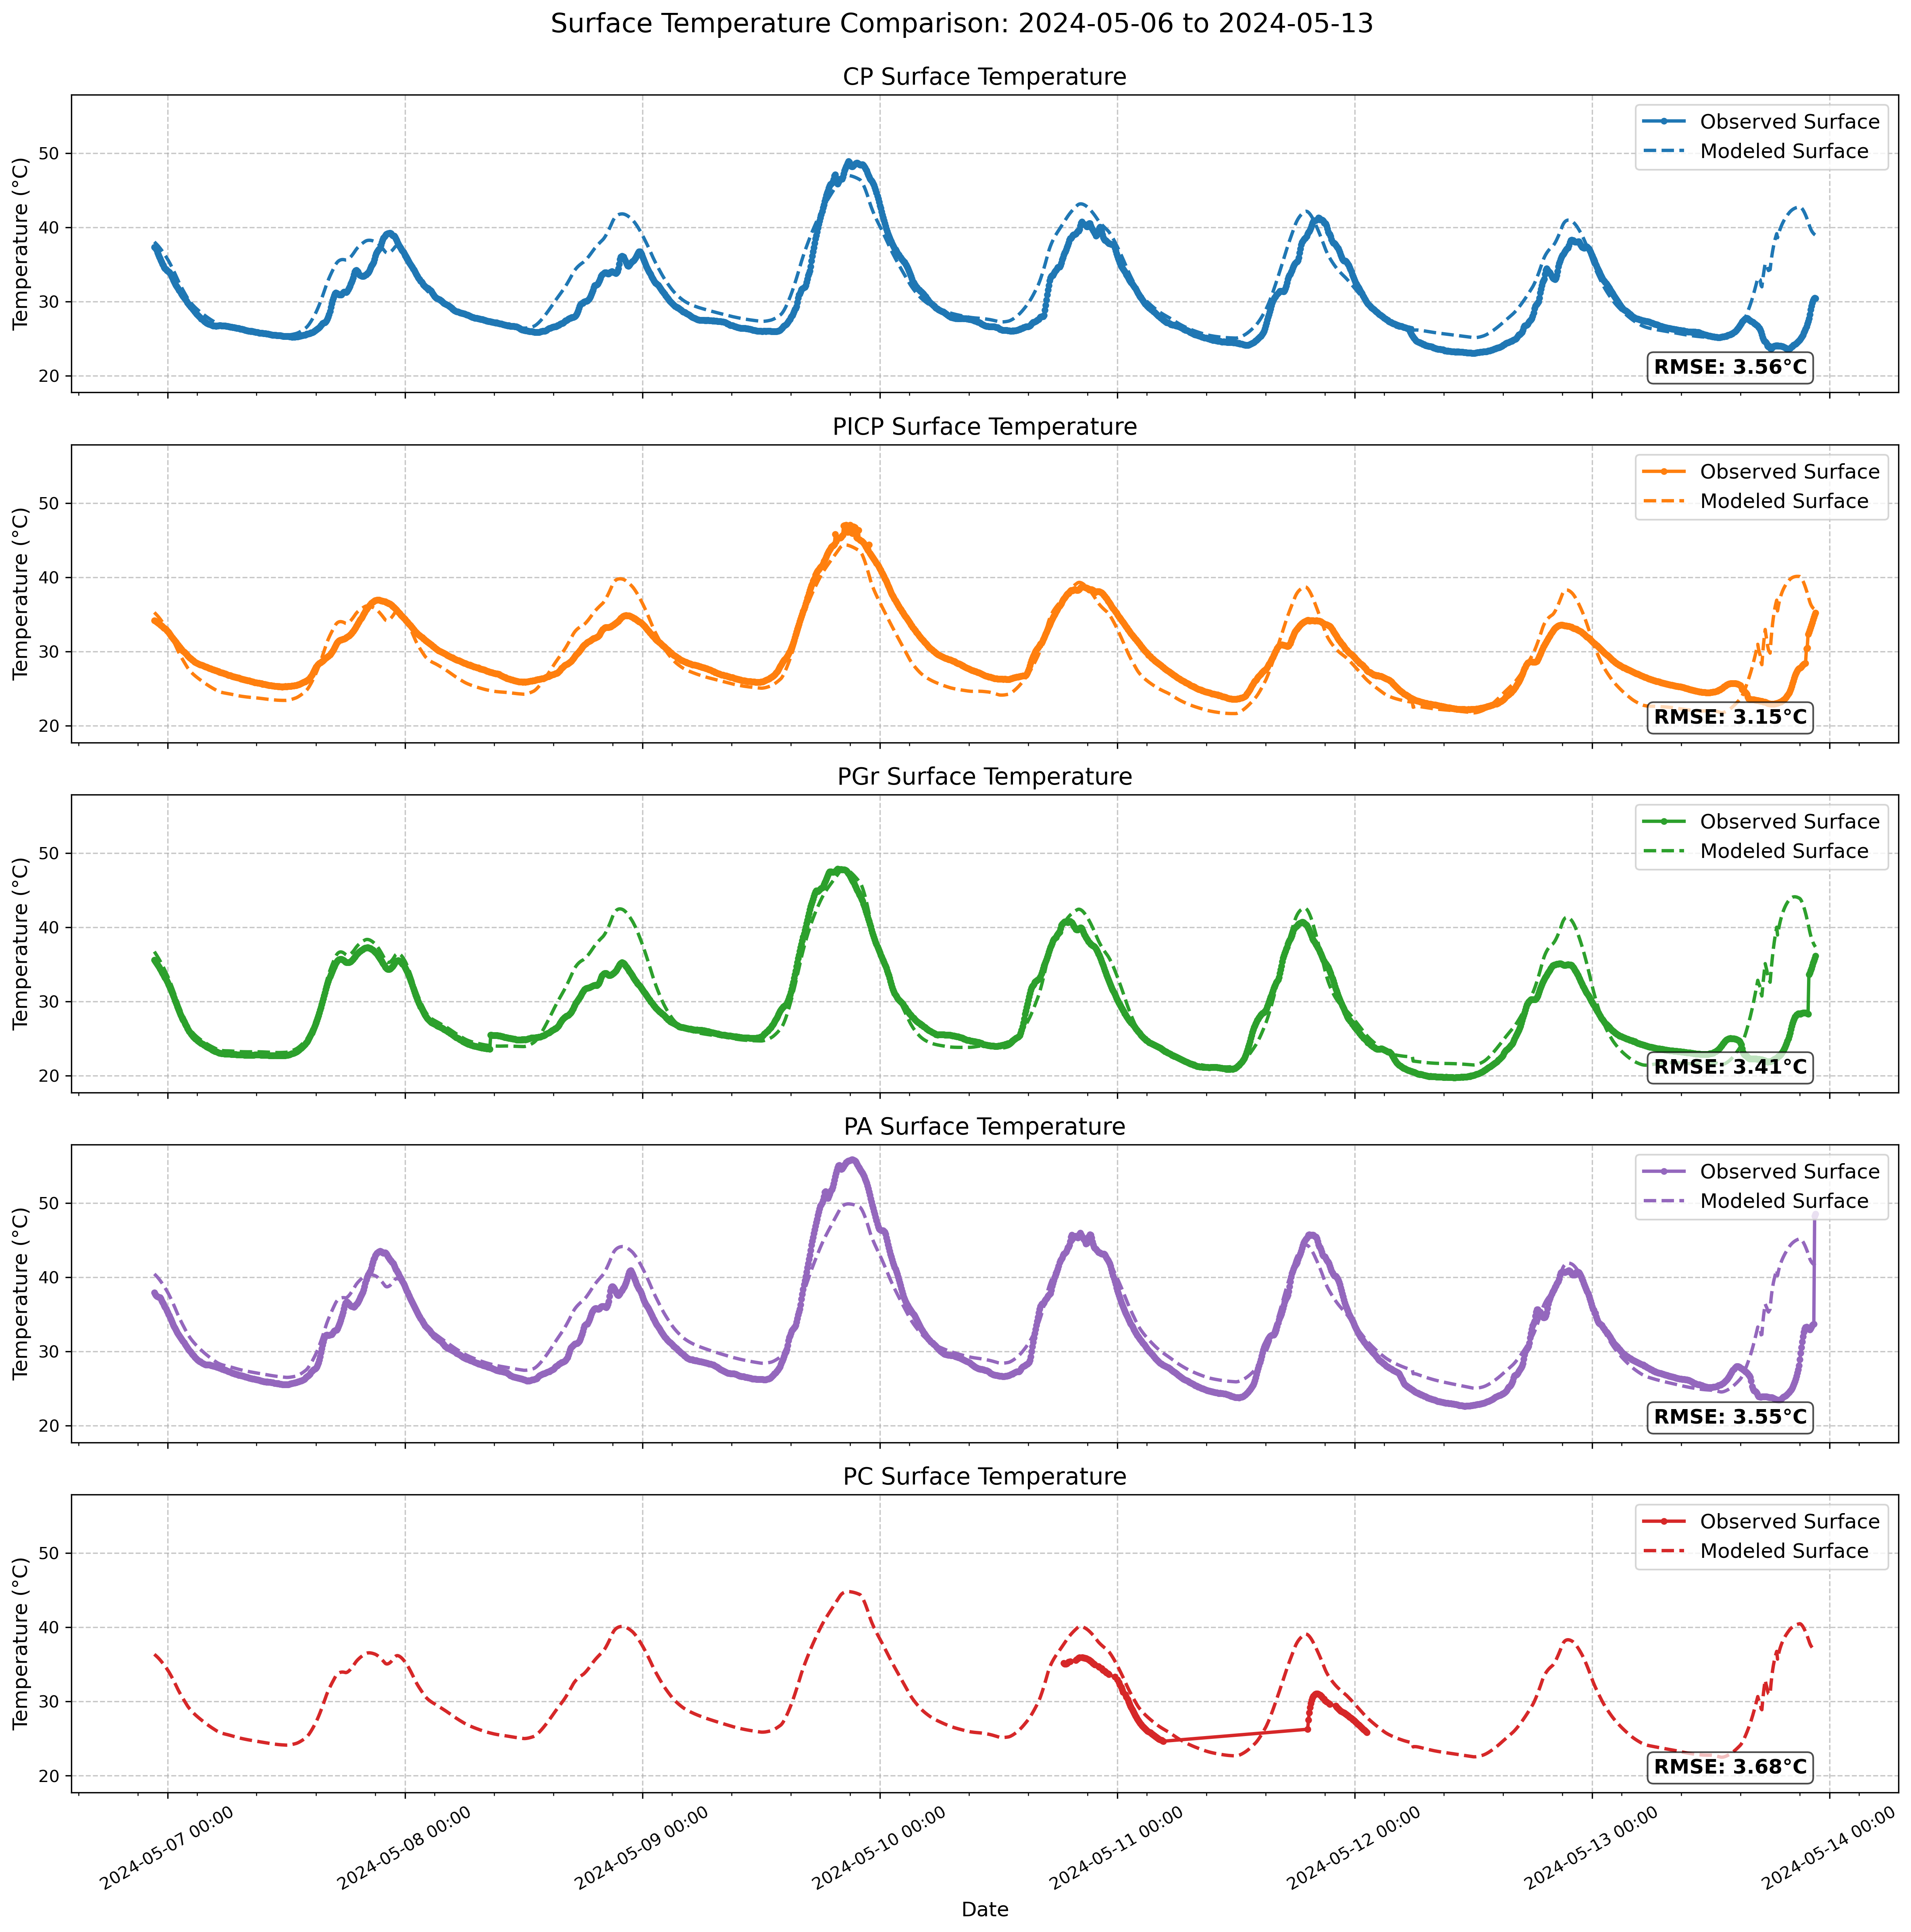 Surface Temperature Comparison: 2024-05-06 to 2024-05-13
CP Surface Temperature
Temperature (°C)
50
40
30
20
Observed Surface
Modeled Surface
RMSE: 3.56°C
PICP Surface Temperature
Temperature (°C)
50
40
30
20
Observed Surface
Modeled Surface
RMSE: 3.15°C
PGr Surface Temperature
Temperature (°C)
50
40
30
20
Observed Surface
Modeled Surface
RMSE: 3.41°C
PA Surface Temperature
Temperature (°C)
50
40
30
20
Observed Surface
Modeled Surface
RMSE: 3.55°C
PC Surface Temperature
Temperature (°C)
50
40
30
20
Observed Surface
Modeled Surface
RMSE: 3.68°C
2024-05-07 00:00
2024-05-08 00:00
2024-05-09 00:00
2024-05-10 00:00
2024-05-11 00:00
2024-05-12 00:00
2024-05-13 00:00
2024-05-14 00:00
Date